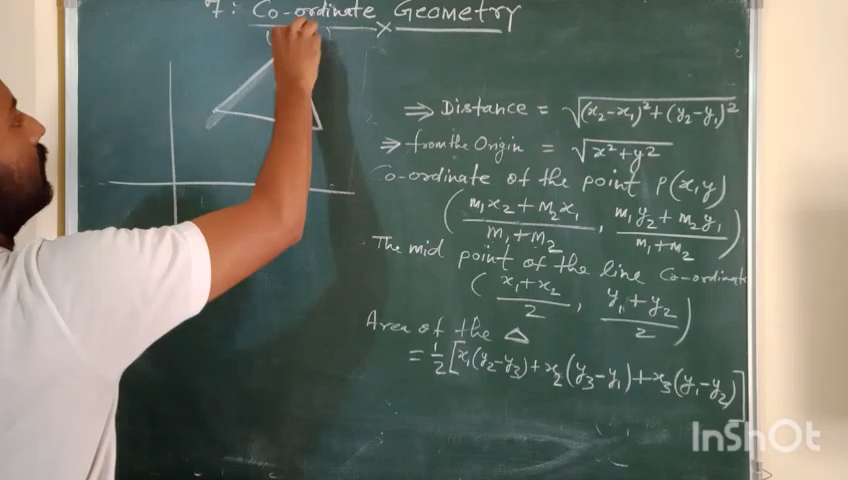 7: Co-ordinate Geometry
⇒ Distance = √(x₂-x₁)²+(y₂-y₁)²
⇒ from the Origin = √x²+y²
Co-ordinate of the point P(x,y)
(m₁x₂+m₂x₁/m₁+m₂, m₁y₂+m₂y₁/m₁+m₂)
The mid point of the line Co-ordinate
(x₁+x₂/2, y₁+y₂/2)
Area of the △
=1/2[x₁(y₂-y₃)+x₂(y₃-y₁)+x₃(y₁-y₂)]
InShOt